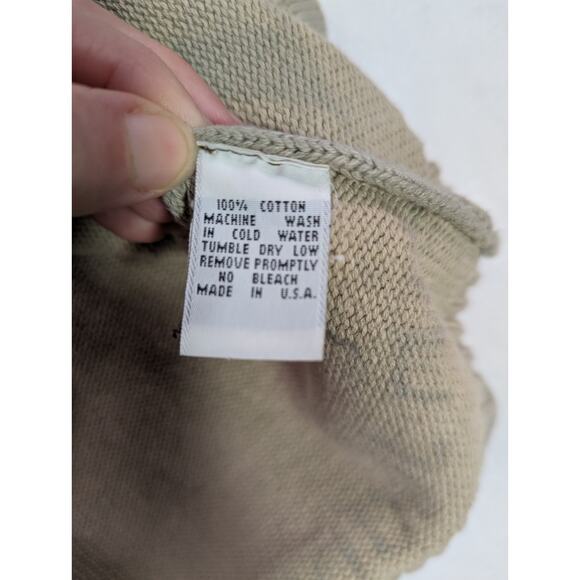 100% COTTON
MACHINE WASH
IN COLD WATER
TUMBLE DRY LOW
REMOVE PROMPTLY
NO BLEACH
MADE IN U.S.A.